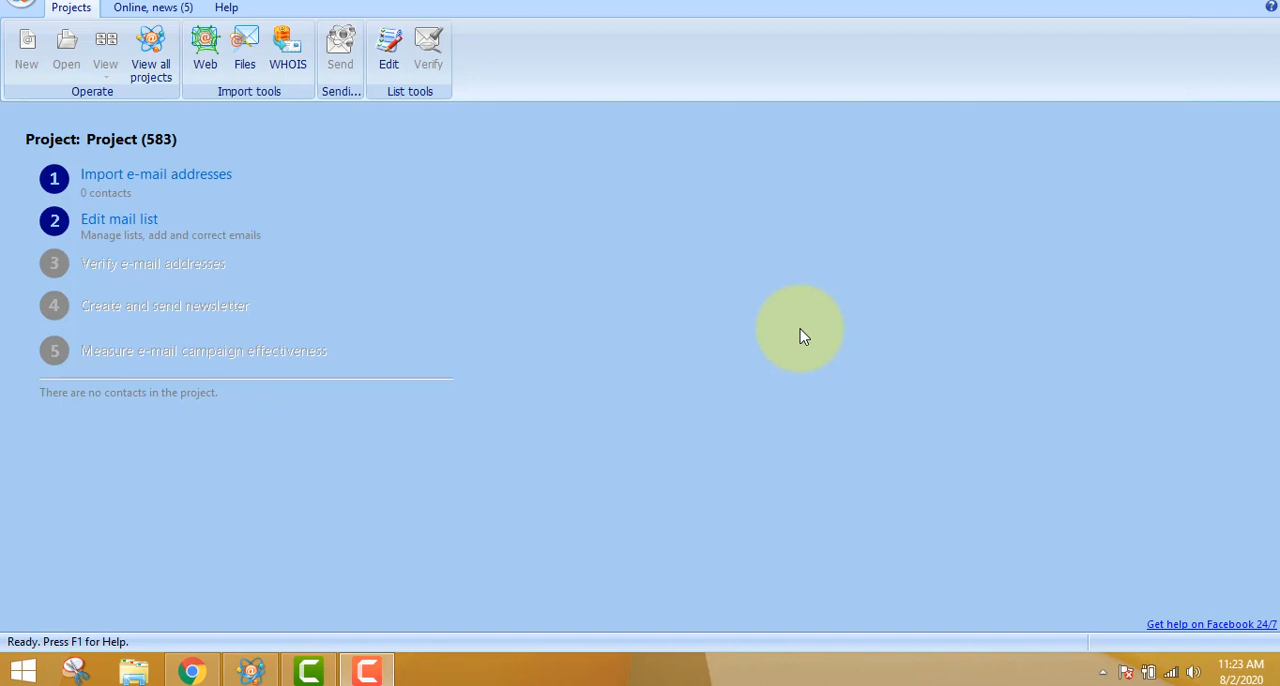 Projects
Online, news (5)
Help
New
Open
View
View all projects
Web
Files
WHOIS
Send
Edit
Verify
Operate
Import tools
Sendi...
List tools
Project: Project (583)
1 Import e-mail addresses
0 contacts
2 Edit mail list
Manage lists, add and correct emails
3 Verify e-mail addresses
4 Create and send newsletter
5 Measure e-mail campaign effectiveness
There are no contacts in the project.
Get help on Facebook 24/7
Ready. Press F1 for Help.
11:23 AM
8/2/2020